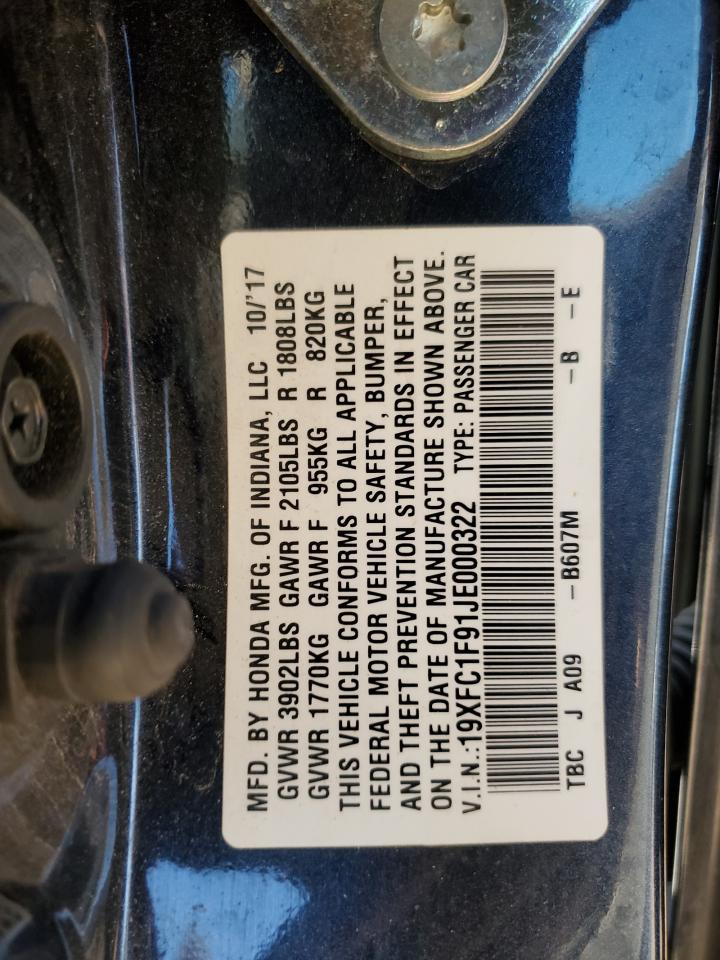 MFD. BY HONDA MFG. OF INDIANA, LLC 10/'17
GVWR 3902LBS GAWR F 2105LBS R 1808LBS
GVWR 1770KG GAWR F 955KG R 820KG
THIS VEHICLE CONFORMS TO ALL APPLICABLE
FEDERAL MOTOR VEHICLE SAFETY, BUMPER,
AND THEFT PREVENTION STANDARDS IN EFFECT
ON THE DATE OF MANUFACTURE SHOWN ABOVE.
V.I.N.:19XFC1F91JE000322 TYPE: PASSENGER CAR
TBC J A09 –B607M –B –E